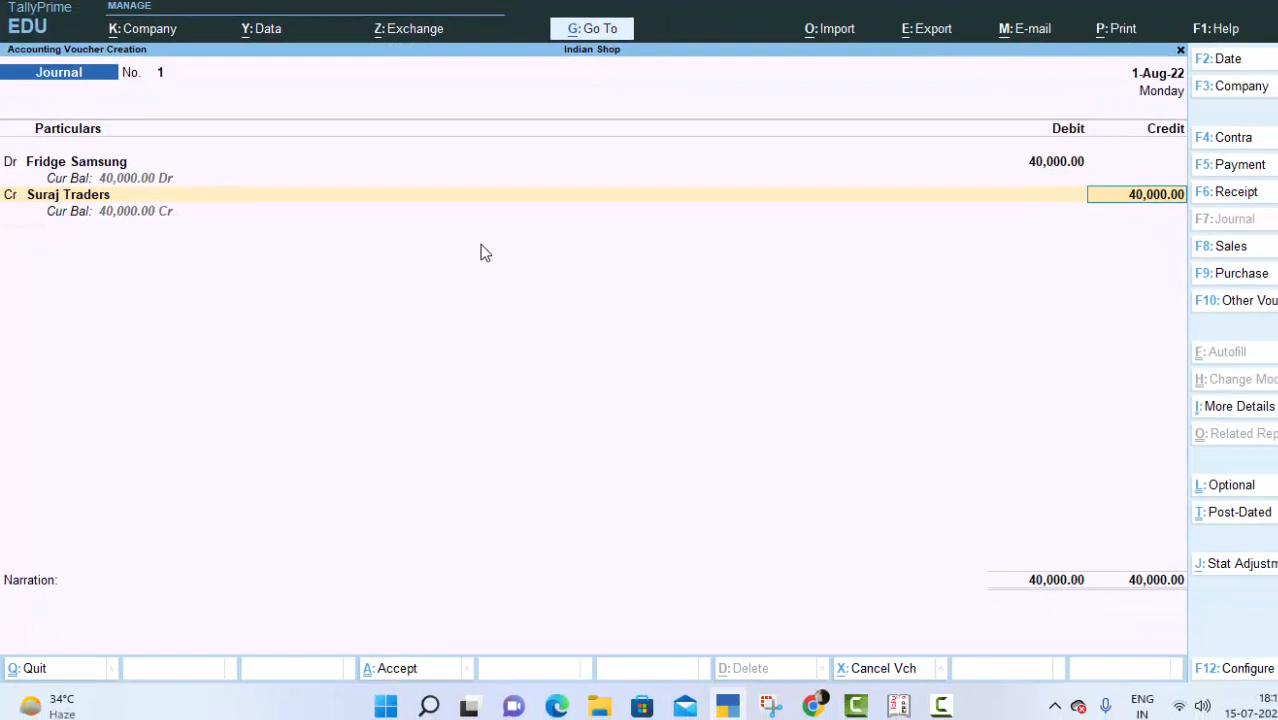 TallyPrime
EDU
MANAGE
K: Company
Y: Data
Z: Exchange
G: Go To
O: Import
E: Export
M: E-mail
P: Print
F1: Help
Accounting Voucher Creation
Indian Shop
×
Journal No. 1
1-Aug-22
Monday
Particulars Debit Credit
Dr Fridge Samsung 40,000.00
Cur Bal: 40,000.00 Dr
Cr Suraj Traders 40,000.00
Cur Bal: 40,000.00 Cr
Narration: 40,000.00 40,000.00
F2: Date
F3: Company
F4: Contra
F5: Payment
F6: Receipt
F7: Journal
F8: Sales
F9: Purchase
F10: Other Vou
F: Autofill
H: Change Mod
I: More Details
O: Related Rep
L: Optional
T: Post-Dated
J: Stat Adjustm
F12: Configure
Q: Quit
A: Accept
D: Delete
X: Cancel Vch
34°C
Haze
ENG
IN
15-07-20